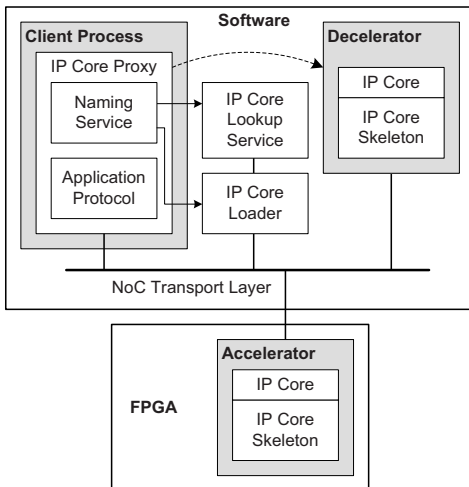 Software
Client Process
IP Core Proxy
Naming
Service
Application
Protocol
IP Core
Lookup
Service
IP Core
Loader
Decelerator
IP Core
IP Core
Skeleton
NoC Transport Layer
FPGA
Accelerator
IP Core
IP Core
Skeleton